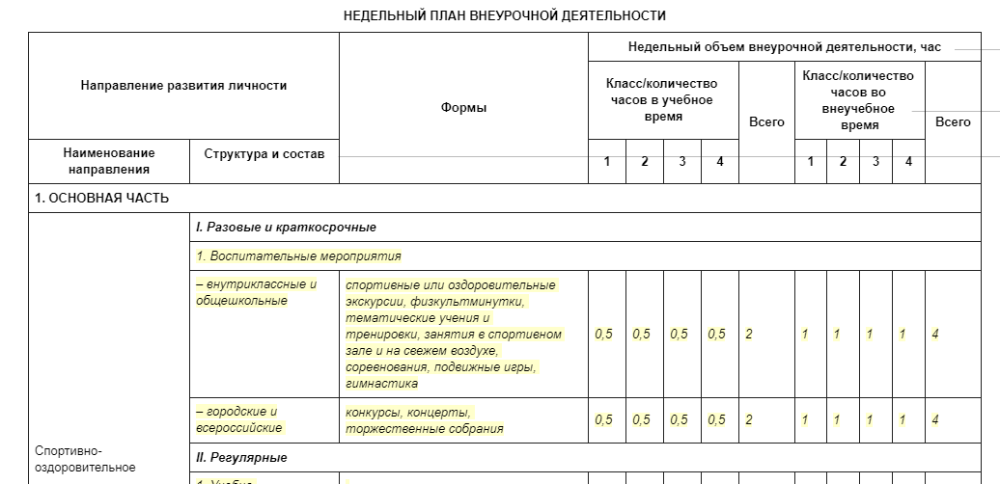 НЕДЕЛЬНЫЙ ПЛАН ВНЕУРОЧНОЙ ДЕЯТЕЛЬНОСТИ
Направление развития личности
Формы
Недельный объем внеурочной деятельности, час
Класс/количество
часов в учебное
время
Всего
Класс/количество
часов во
внеучебное
время
Всего
Наименование
направления
Структура и состав
1 2 3 4
1 2 3 4
1. ОСНОВНАЯ ЧАСТЬ
Спортивно-
оздоровительное
I. Разовые и краткосрочные
1. Воспитательные мероприятия
– внутриклассные и
общешкольные
спортивные или оздоровительные
экскурсии, физкультминутки,
тематические учения и
тренировки, занятия в спортивном
зале и на свежем воздухе,
соревнования, подвижные игры,
гимнастика
0,5 0,5 0,5 0,5 2 1 1 1 1 4
– городские и
всероссийские
конкурсы, концерты,
торжественные собрания
0,5 0,5 0,5 0,5 2 1 1 1 1 4
II. Регулярные
1. Учебно-